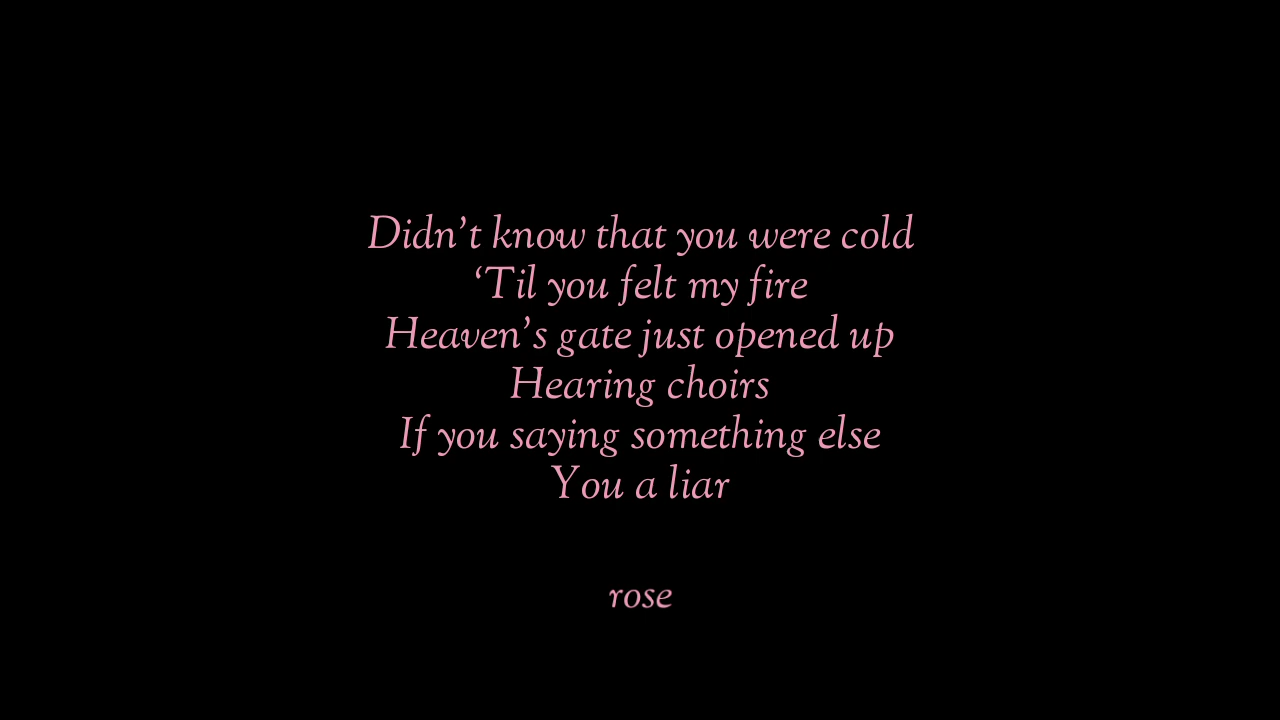 Didn’t know that you were cold
‘Til you felt my fire
Heaven’s gate just opened up
Hearing choirs
If you saying something else
You a liar
rose